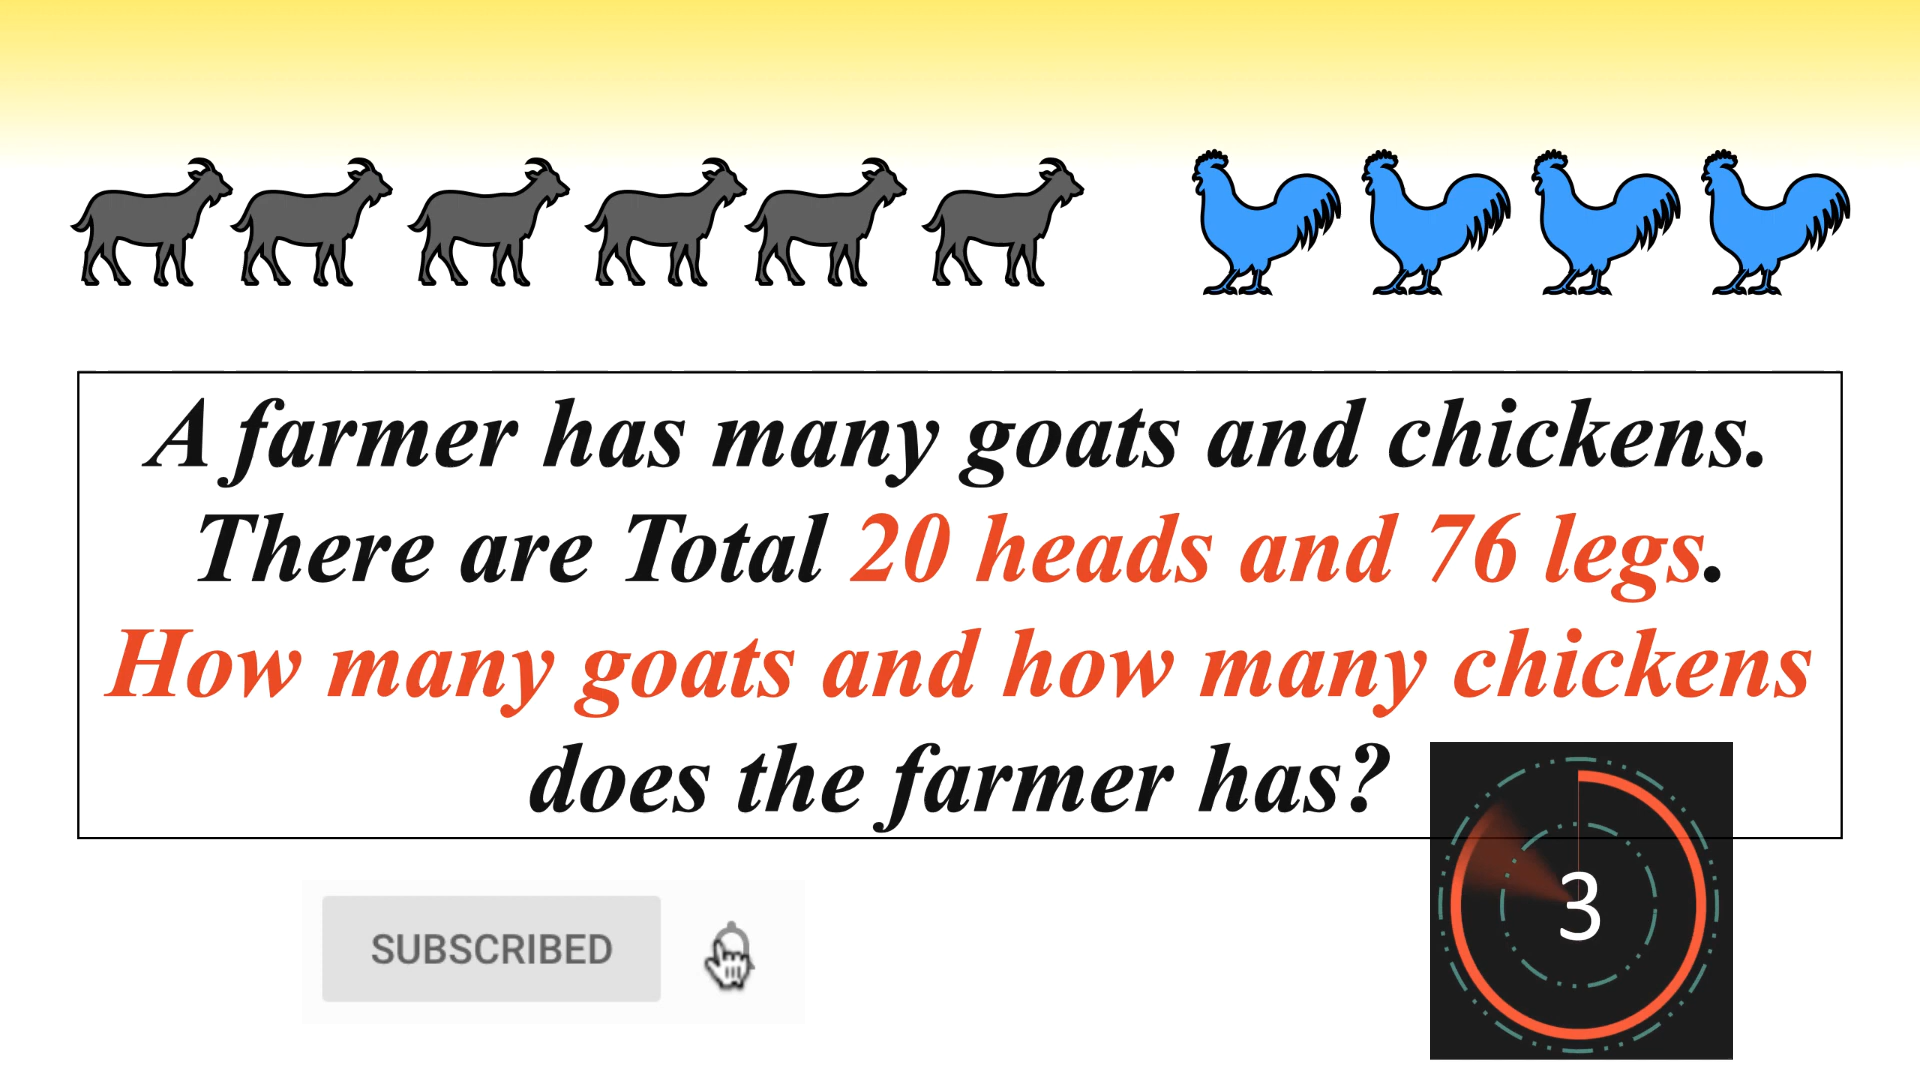 A farmer has many goats and chickens.
There are Total 20 heads and 76 legs.
How many goats and how many chickens
does the farmer has?
3
SUBSCRIBED